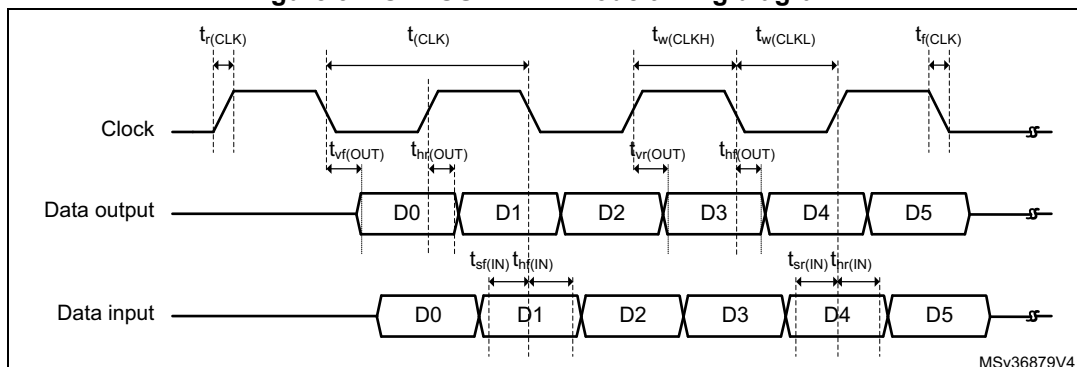 t_r(CLK) t_(CLK) t_w(CLKH) t_w(CLKL) t_f(CLK)
Clock
t_vf(OUT) t_hr(OUT) t_vr(OUT) t_hf(OUT)
Data output D0 D1 D2 D3 D4 D5
t_sf(IN) t_hf(IN) t_sr(IN) t_hr(IN)
Data input D0 D1 D2 D3 D4 D5
MSv36879V4